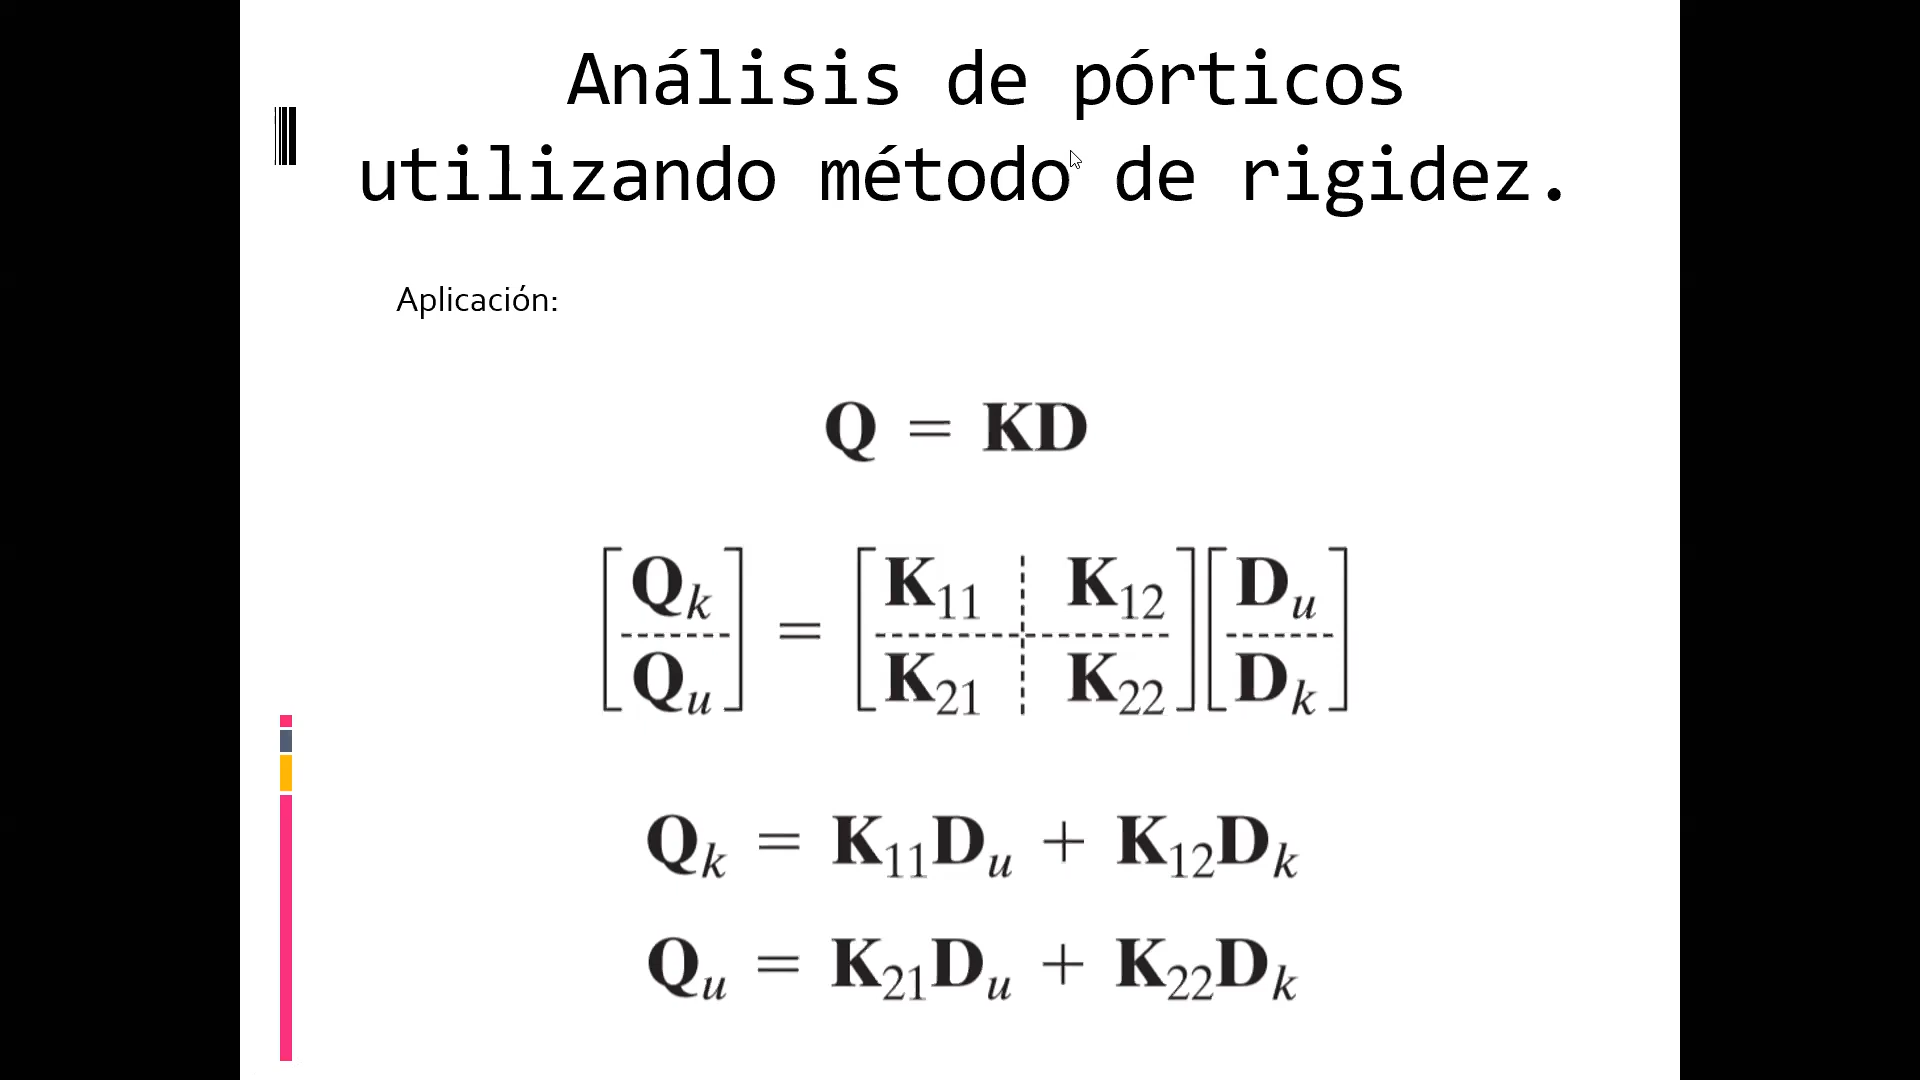 Análisis de pórticos
utilizando método de rigidez.
Aplicación:
Q = KD
[Qk / Qu] = [K11 K12 / K21 K22] [Du / Dk]
Qk = K11Du + K12Dk
Qu = K21Du + K22Dk